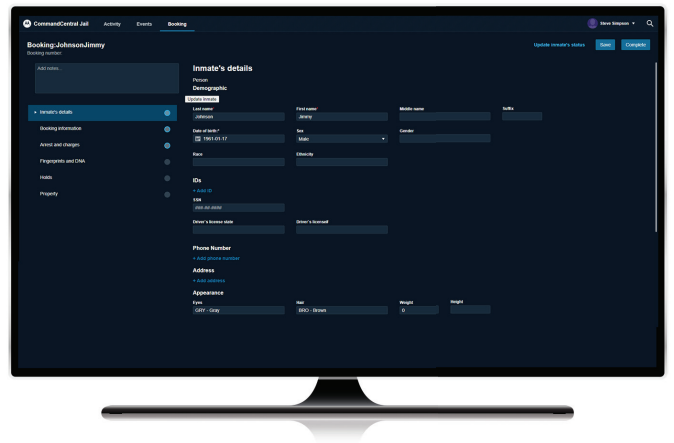 CommandCentral Jail Activity Events Booking Steve Simpson
Booking:JohnsonJimmy
Booking number:
Update inmate's status Save Complete
Add notes...
Inmate's details
Booking information
Arrest and charges
Fingerprints and DNA
Holds
Property
Inmate's details
Person
Demographic
Update Inmate
Last name* First name* Middle name Suffix
Johnson Jimmy
Date of birth:* Sex Gender
1961-01-17 Male
Race Ethnicity
IDs
+ Add ID
SSN
###-##-####
Driver's license state Driver's license#
Phone Number
+ Add phone number
Address
+ Add address
Appearance
Eyes Hair Weight Height
GRY - Gray BRO - Brown 0